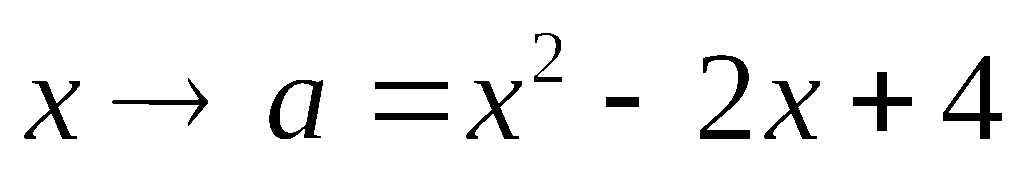 x → a = x² - 2x + 4